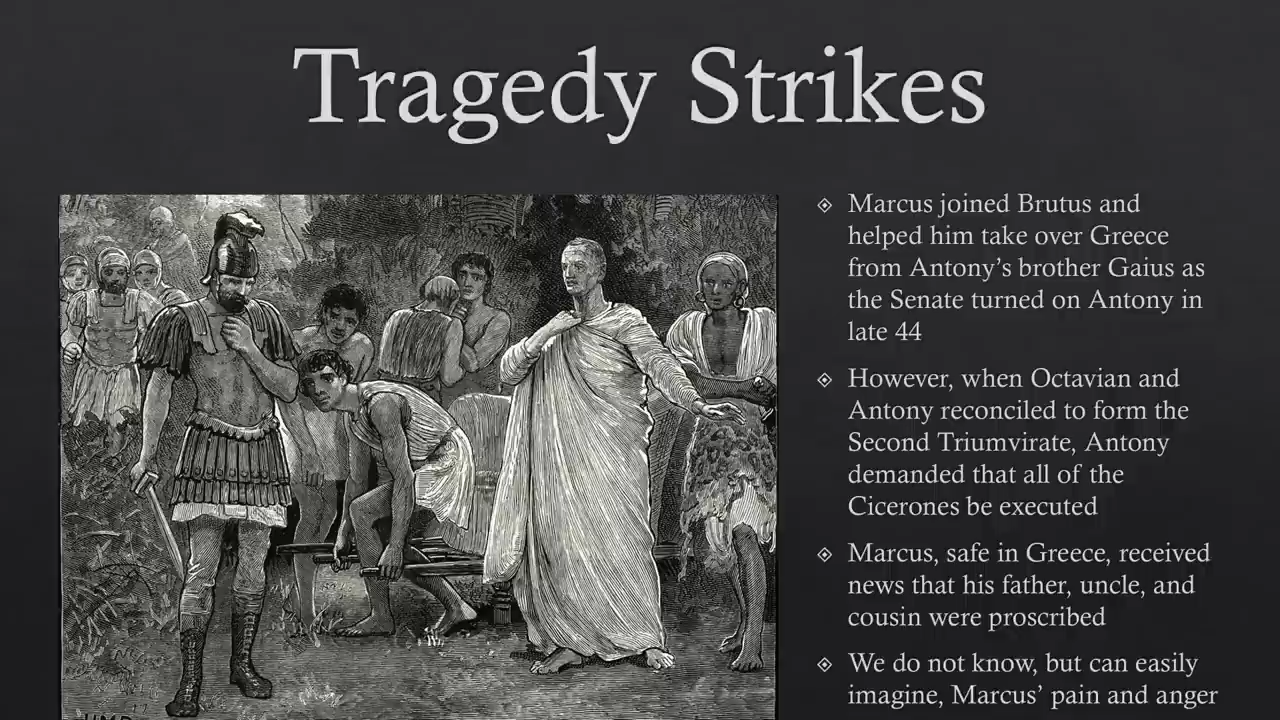 Tragedy Strikes
Marcus joined Brutus and
helped him take over Greece
from Antony’s brother Gaius as
the Senate turned on Antony in
late 44
However, when Octavian and
Antony reconciled to form the
Second Triumvirate, Antony
demanded that all of the
Cicerones be executed
Marcus, safe in Greece, received
news that his father, uncle, and
cousin were proscribed
We do not know, but can easily
imagine, Marcus’ pain and anger